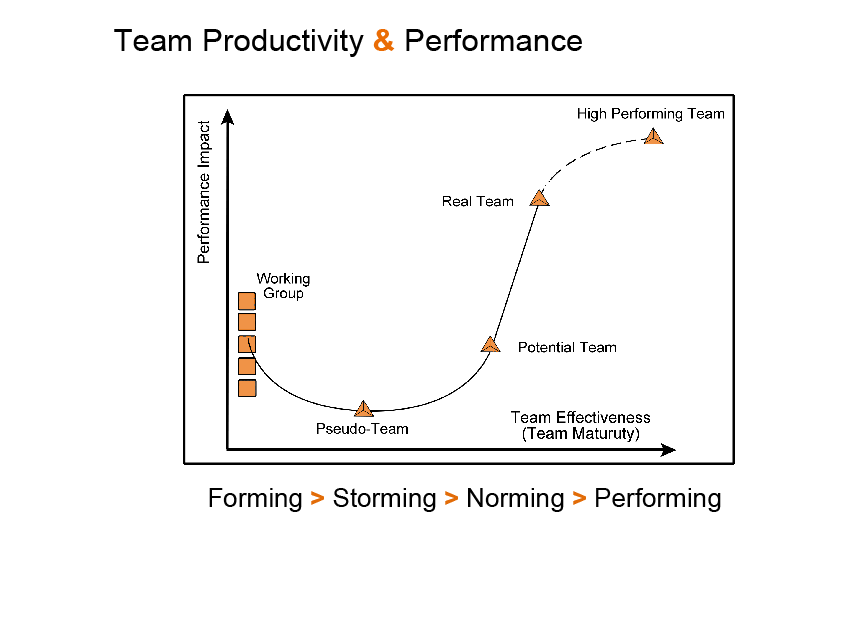 Team Productivity & Performance
Performance Impact
High Performing Team
Real Team
Working
Group
Potential Team
Team Effectiveness
(Team Maturuty)
Pseudo-Team
Forming > Storming > Norming > Performing